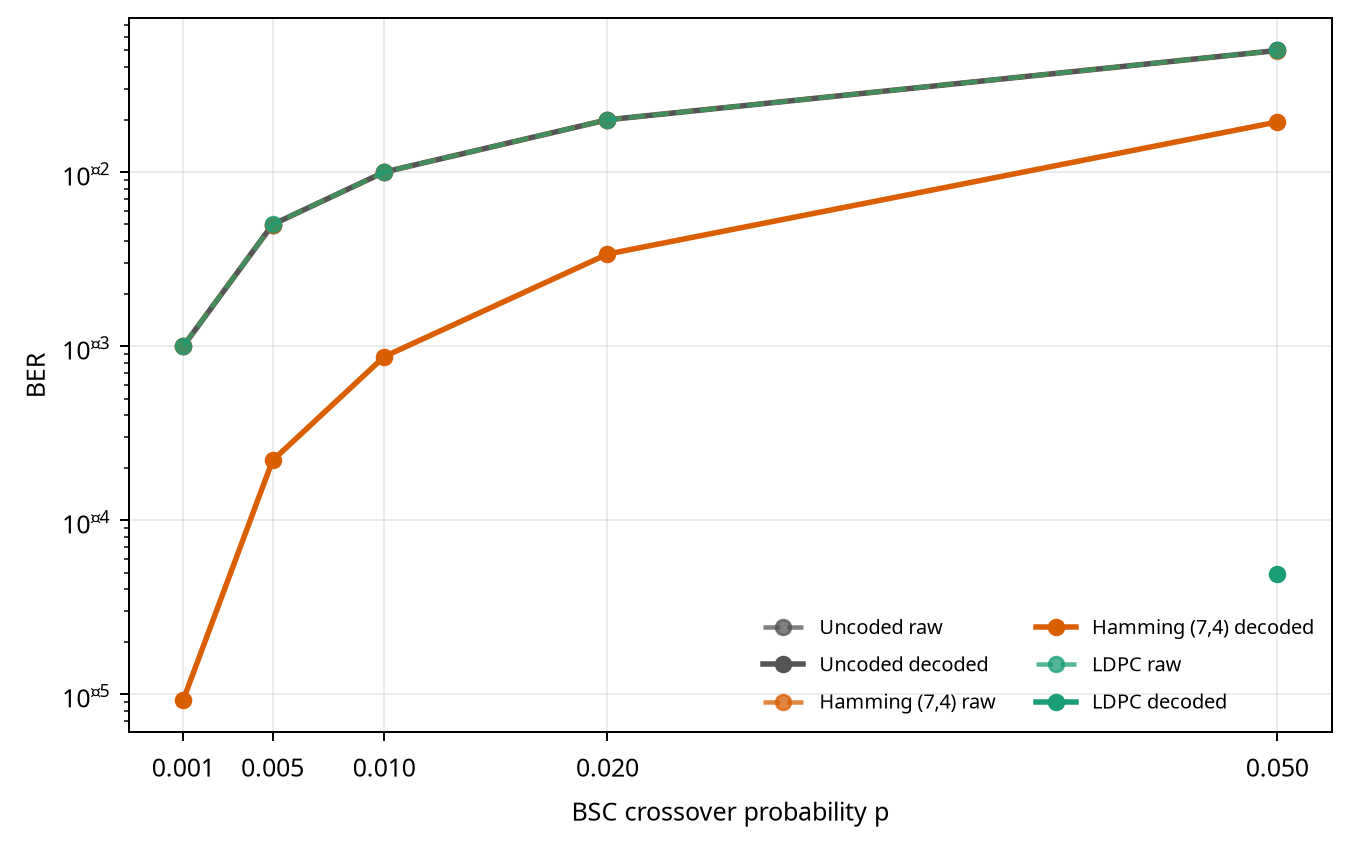 10¤2
10¤3
10¤4
10¤5
BER
0.001 0.005 0.010 0.020 0.050
BSC crossover probability p
Uncoded raw
Uncoded decoded
Hamming (7,4) raw
Hamming (7,4) decoded
LDPC raw
LDPC decoded